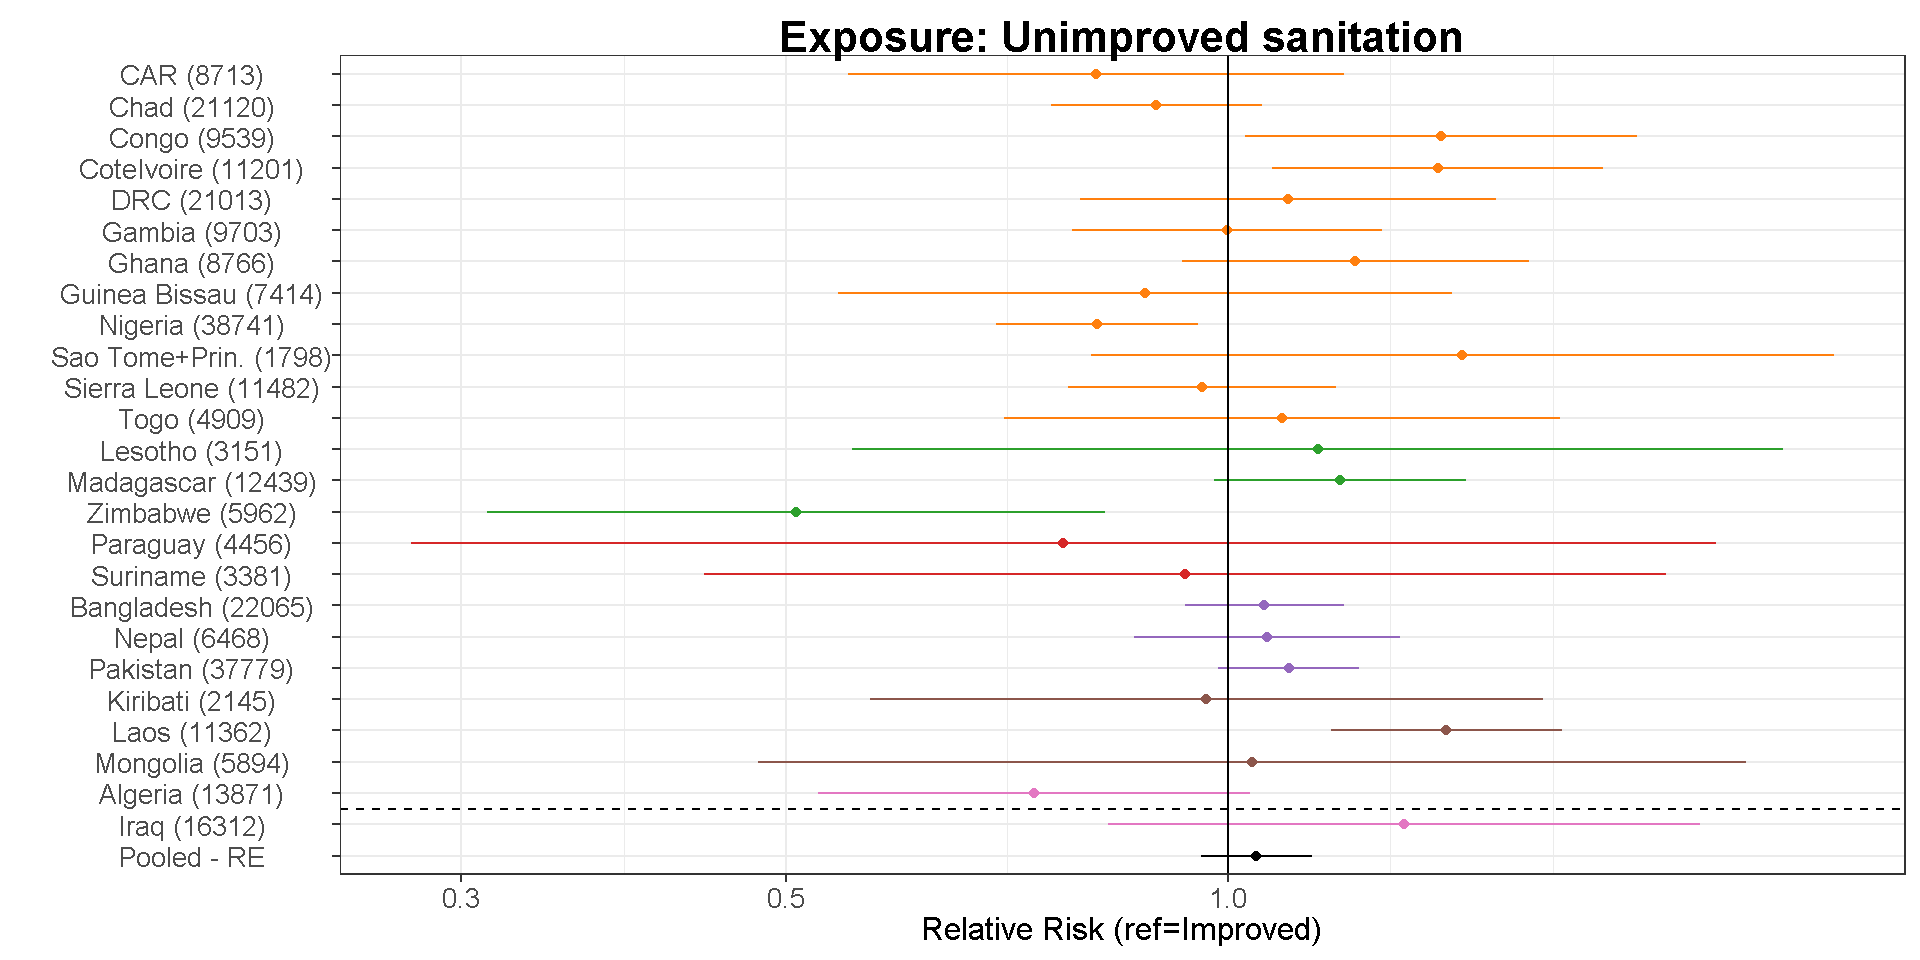 Exposure: Unimproved sanitation
CAR (8713)
Chad (21120)
Congo (9539)
CoteIvoire (11201)
DRC (21013)
Gambia (9703)
Ghana (8766)
Guinea Bissau (7414)
Nigeria (38741)
Sao Tome+Prin. (1798)
Sierra Leone (11482)
Togo (4909)
Lesotho (3151)
Madagascar (12439)
Zimbabwe (5962)
Paraguay (4456)
Suriname (3381)
Bangladesh (22065)
Nepal (6468)
Pakistan (37779)
Kiribati (2145)
Laos (11362)
Mongolia (5894)
Algeria (13871)
Iraq (16312)
Pooled - RE
0.3 0.5 1.0
Relative Risk (ref=Improved)